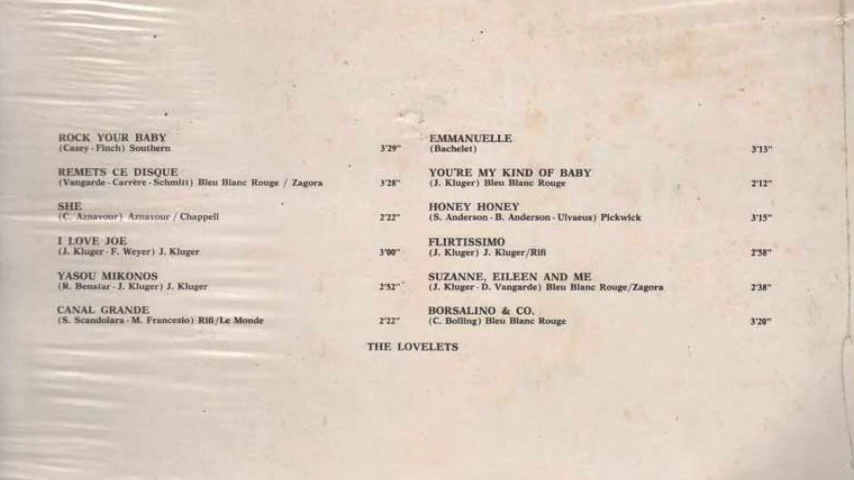 ROCK YOUR BABY
(Casey - Finch) Southern 3'29"
REMETS CE DISQUE
(Vangarde - Carrère - Schmitt) Bleu Blanc Rouge / Zagora 3'28"
SHE
(C. Aznavour) Aznavour / Chappell 2'22"
I LOVE JOE
(J. Kluger - F. Weyer) J. Kluger 3'00"
YASOU MIKONOS
(R. Benatar - J. Kluger) J. Kluger 2'52"
CANAL GRANDE
(S. Scandolara - M. Francesio) Rifi/Le Monde 2'22"
EMMANUELLE
(Bachelet) 3'13"
YOU'RE MY KIND OF BABY
(J. Kluger) Bleu Blanc Rouge 2'12"
HONEY HONEY
(S. Anderson - B. Anderson - Ulvaeus) Pickwick 3'15"
FLIRTISSIMO
(J. Kluger) J. Kluger/Rifi 2'58"
SUZANNE, EILEEN AND ME
(J. Kluger - D. Vangarde) Bleu Blanc Rouge/Zagora 2'38"
BORSALINO & CO.
(C. Bolling) Bleu Blanc Rouge 3'20"
THE LOVELETS